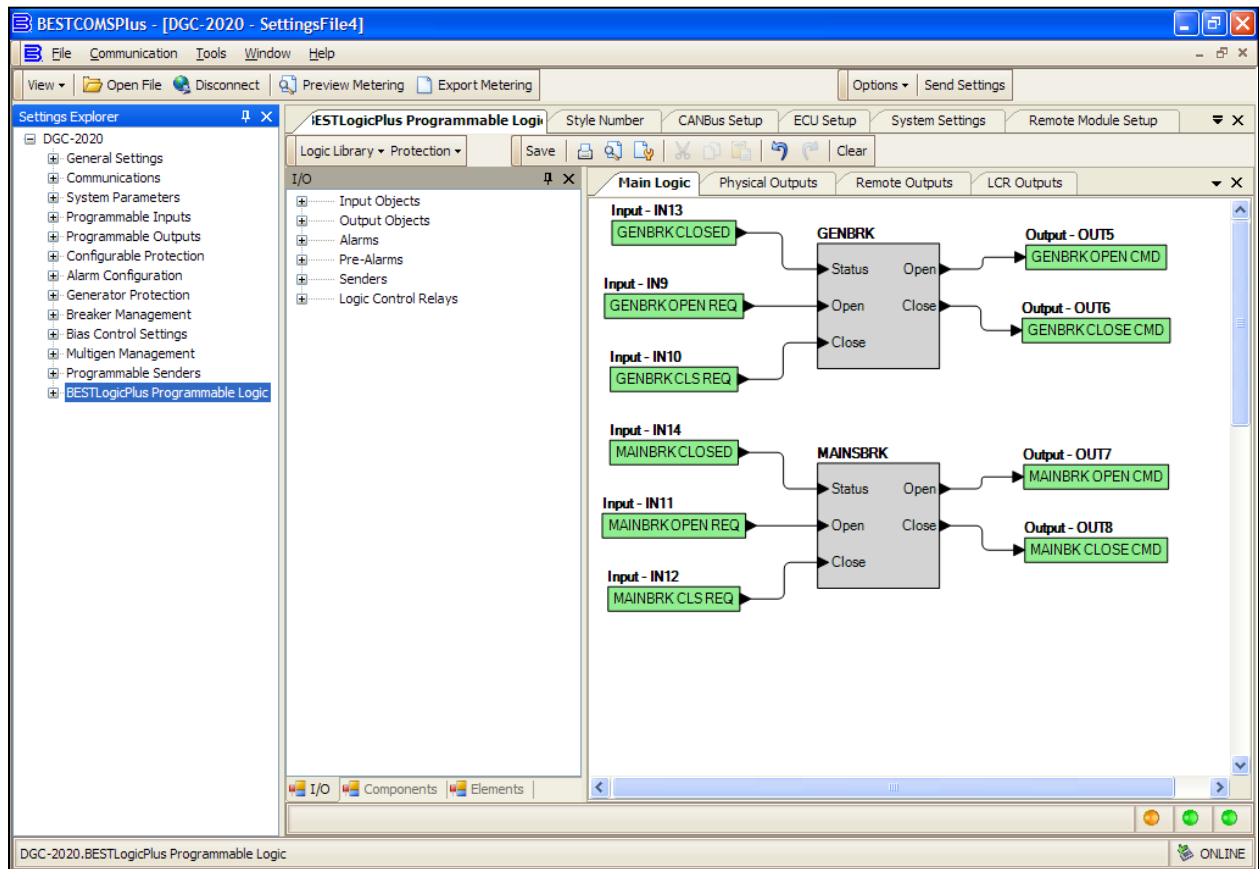 BESTCOMSPlus - [DGC-2020 - SettingsFile4]
File Communication Tools Window Help
View Open File Disconnect Preview Metering Export Metering Options Send Settings
Settings Explorer
DGC-2020
General Settings
Communications
System Parameters
Programmable Inputs
Programmable Outputs
Configurable Protection
Alarm Configuration
Generator Protection
Breaker Management
Bias Control Settings
Multigen Management
Programmable Senders
BESTLogicPlus Programmable Logic
BESTLogicPlus Programmable Logi Style Number CANBus Setup ECU Setup System Settings Remote Module Setup
Logic Library Protection Save Clear
I/O
Input Objects
Output Objects
Alarms
Pre-Alarms
Senders
Logic Control Relays
I/O Components Elements
Main Logic Physical Outputs Remote Outputs LCR Outputs
Input - IN13
GENBRK CLOSED
GENBRK
Output - OUT5
GENBRK OPEN CMD
Status Open
Input - IN9
GENBRK OPEN REQ
Open Close
Output - OUT6
GENBRK CLOSE CMD
Close
Input - IN10
GENBRK CLS REQ
Input - IN14
MAINBRK CLOSED
MAINSBRK
Output - OUT7
MAINBRK OPEN CMD
Status Open
Input - IN11
MAINBRK OPEN REQ
Open Close
Output - OUT8
MAINBK CLOSE CMD
Close
Input - IN12
MAINBRK CLS REQ
DGC-2020.BESTLogicPlus Programmable Logic ONLINE